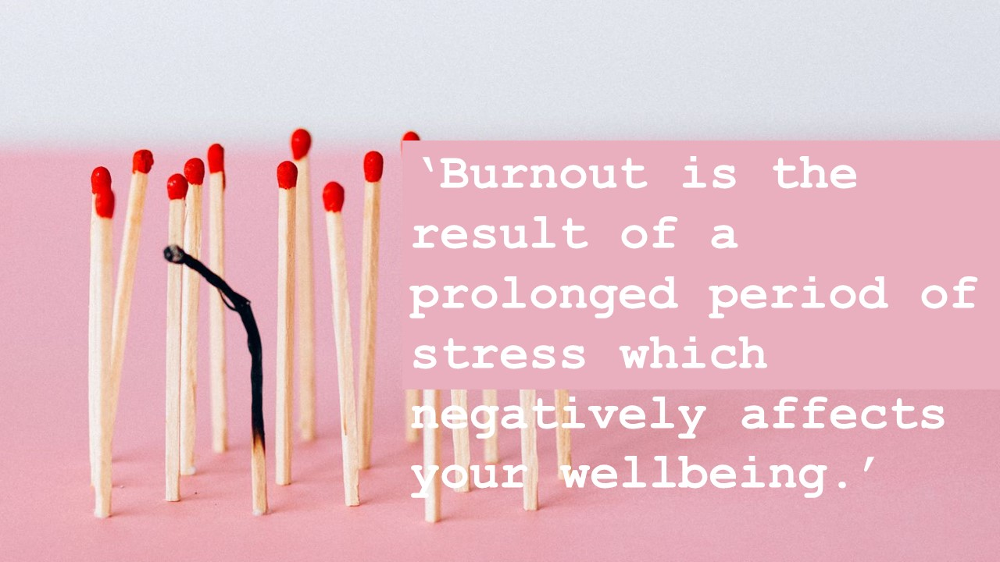 ‘Burnout is the
result of a
prolonged period of
stress which
negatively affects
your wellbeing.’